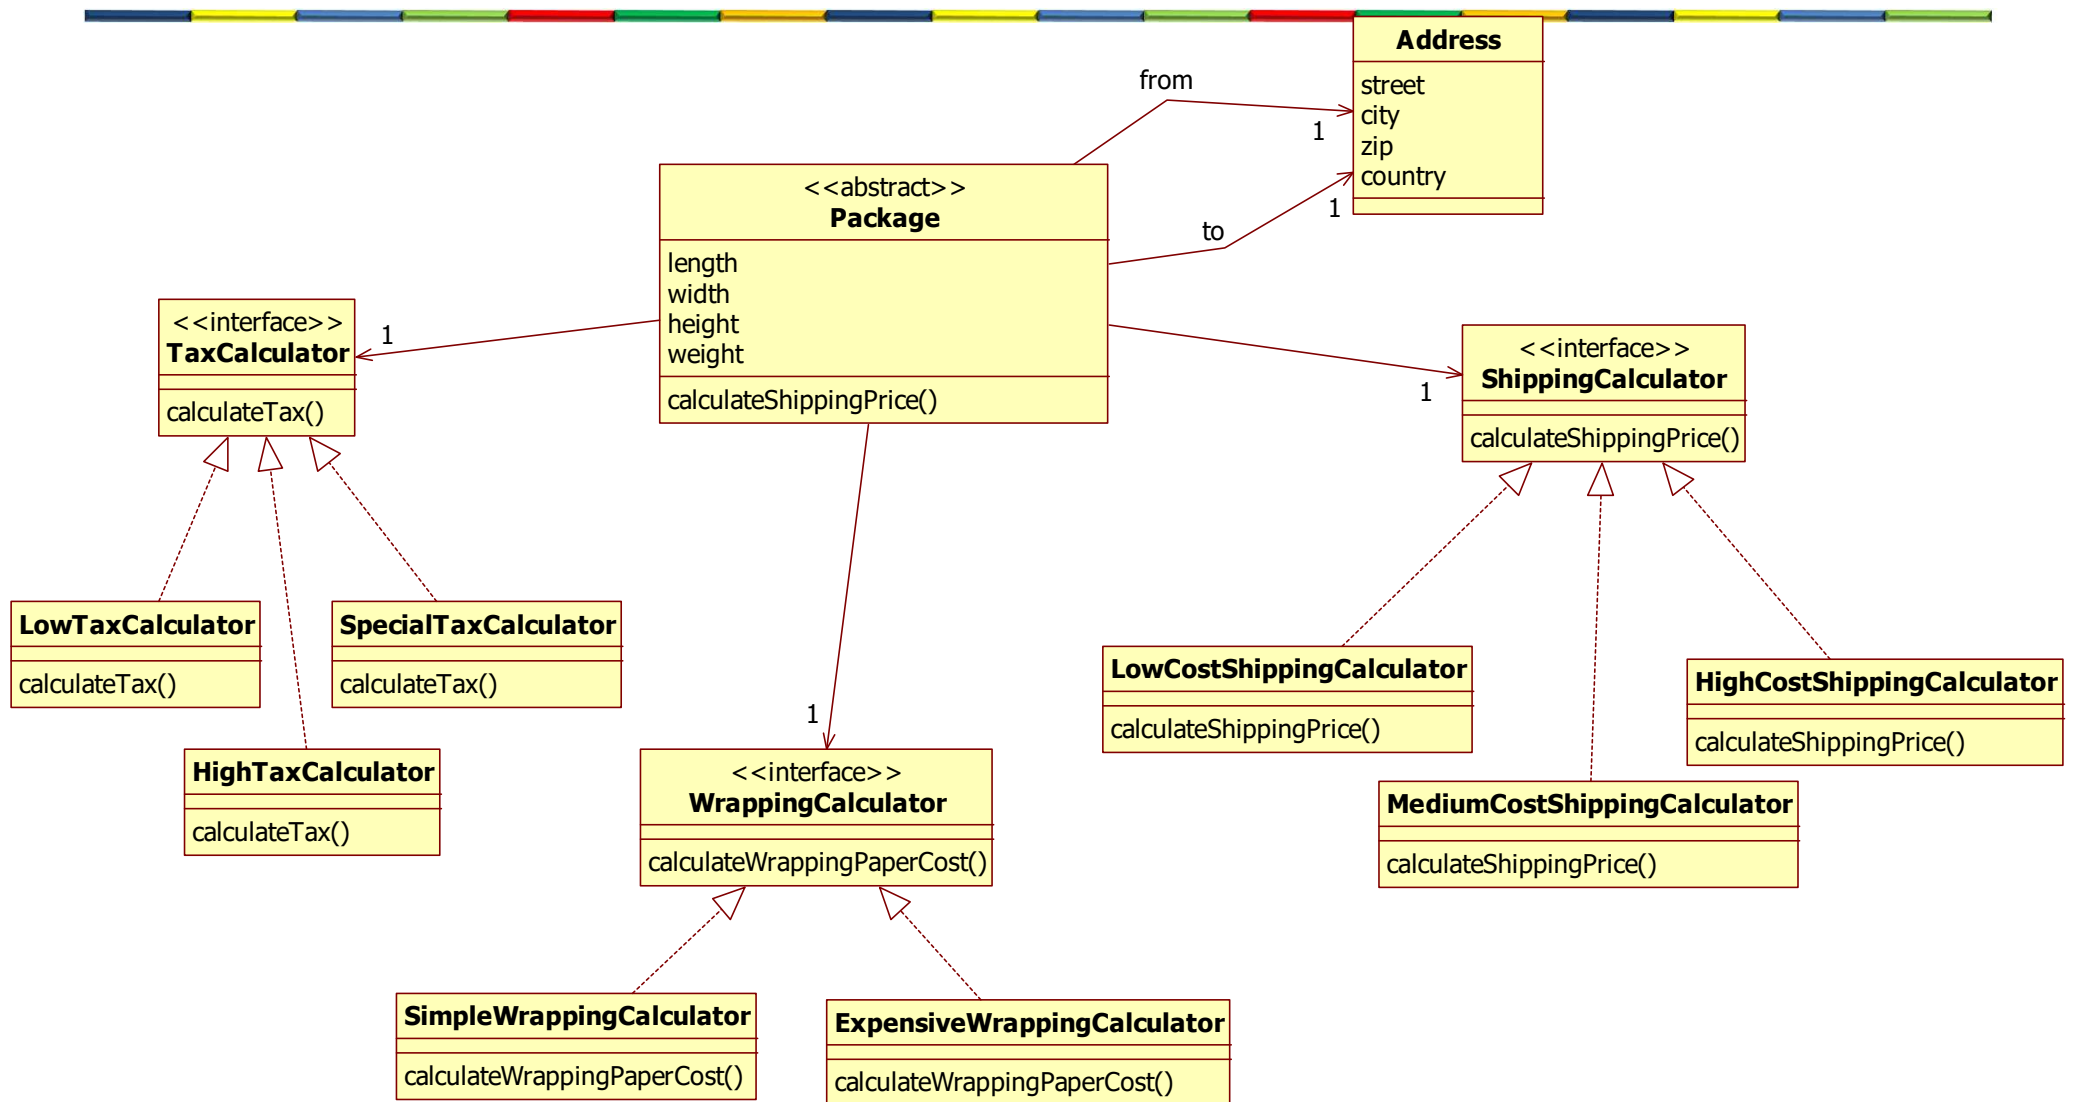 Address
street
city
zip
country
from
1
to
1
<<abstract>>
Package
length
width
height
weight
calculateShippingPrice()
<<interface>>
TaxCalculator
calculateTax()
1
<<interface>>
ShippingCalculator
calculateShippingPrice()
1
LowTaxCalculator
calculateTax()
SpecialTaxCalculator
calculateTax()
HighTaxCalculator
calculateTax()
1
<<interface>>
WrappingCalculator
calculateWrappingPaperCost()
LowCostShippingCalculator
calculateShippingPrice()
HighCostShippingCalculator
calculateShippingPrice()
MediumCostShippingCalculator
calculateShippingPrice()
SimpleWrappingCalculator
calculateWrappingPaperCost()
ExpensiveWrappingCalculator
calculateWrappingPaperCost()